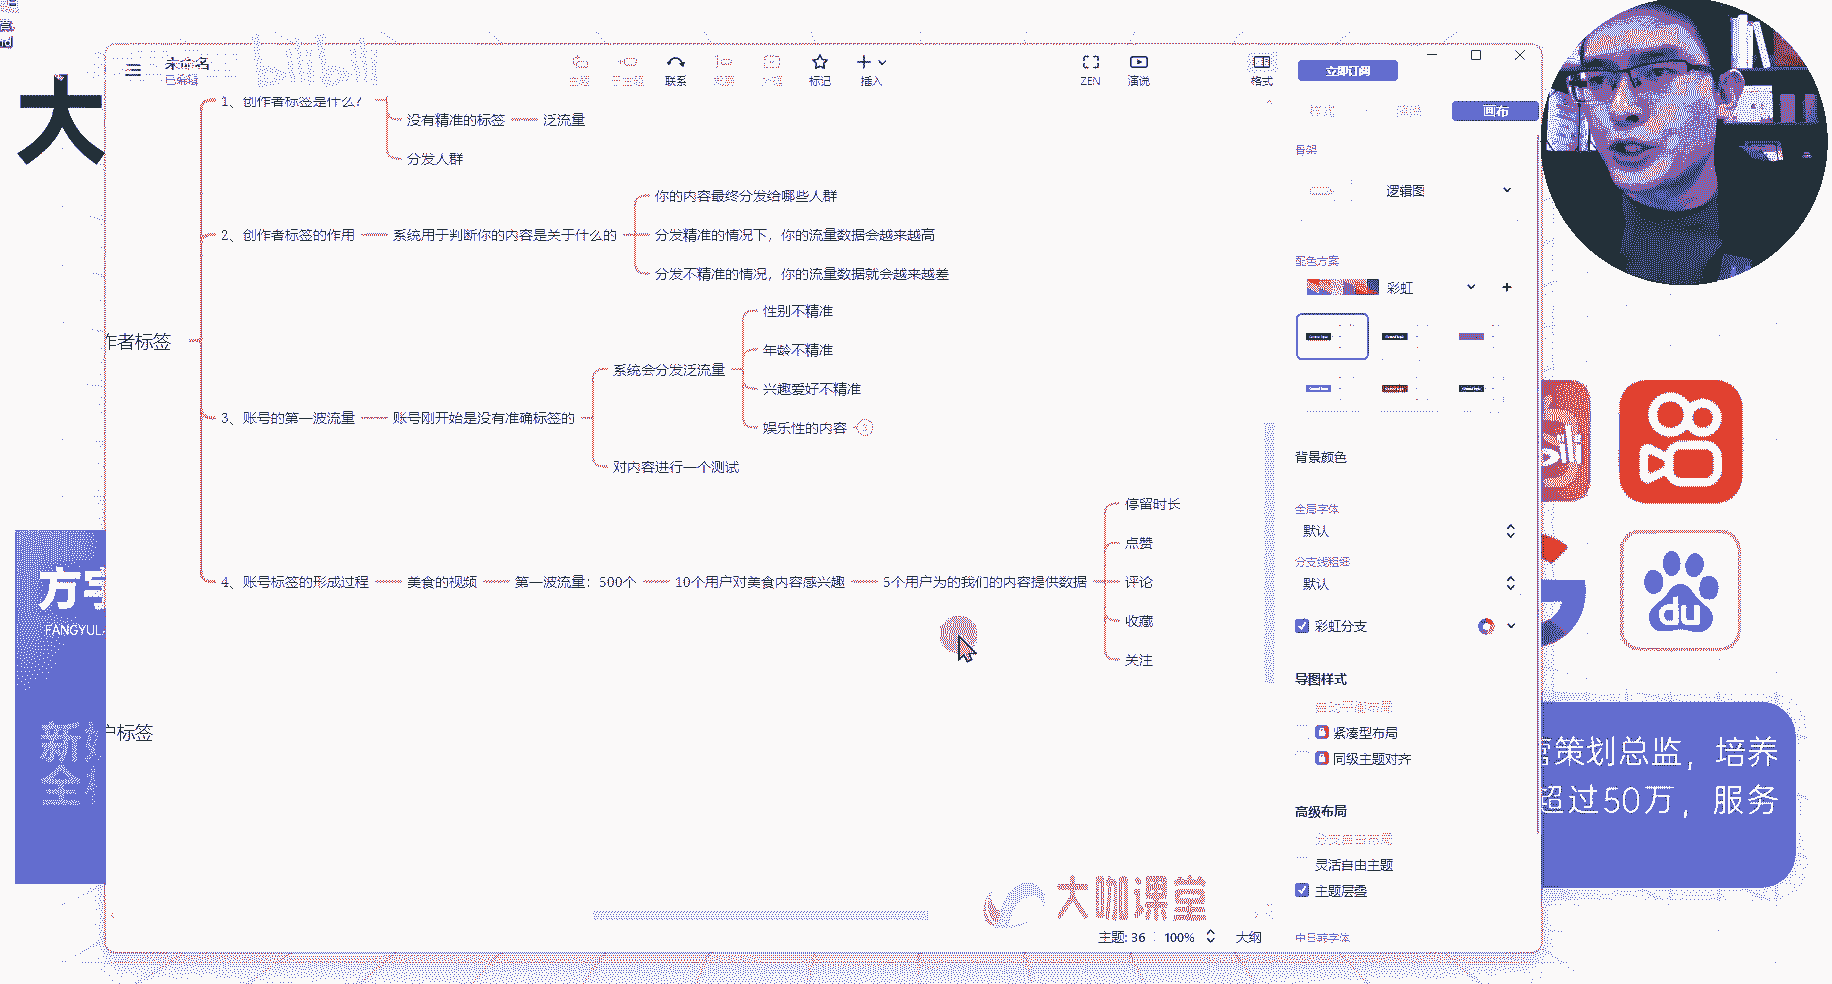 大
bilibili
未命名
已编辑
主题
子主题
联系
概要
外框
标记
插入
ZEN
演说
格式
立即订阅
样式
画布
1、创作者标签是什么？
没有精准的标签
泛流量
分发人群
2、创作者标签的作用
系统用于判断你的内容是关于什么的
你的内容最终分发给哪些人群
分发精准的情况下，你的流量数据会越来越高
分发不精准的情况，你的流量数据就会越来越差
作者标签
3、账号的第一波流量
账号刚开始是没有准确标签的
系统会分发泛流量
性别不精准
年龄不精准
兴趣爱好不精准
娱乐性的内容
3
对内容进行一个测试
4、账号标签的形成过程
美食的视频
第一波流量：500个
10个用户对美食内容感兴趣
5个用户为的我们的内容提供数据
停留时长
点赞
评论
收藏
关注
户标签
骨架
逻辑图
配色方案
彩虹
背景颜色
全局字体
默认
分支线粗细
默认
彩虹分支
导图样式
自动平衡布局
紧凑型布局
同级主题对齐
高级布局
分支自由布局
灵活自由主题
主题层叠
中日韩字体
主题: 36
100%
大纲
大咖课堂
方宇
FANGYUL
新
全
du
营策划总监，培养
超过50万，服务